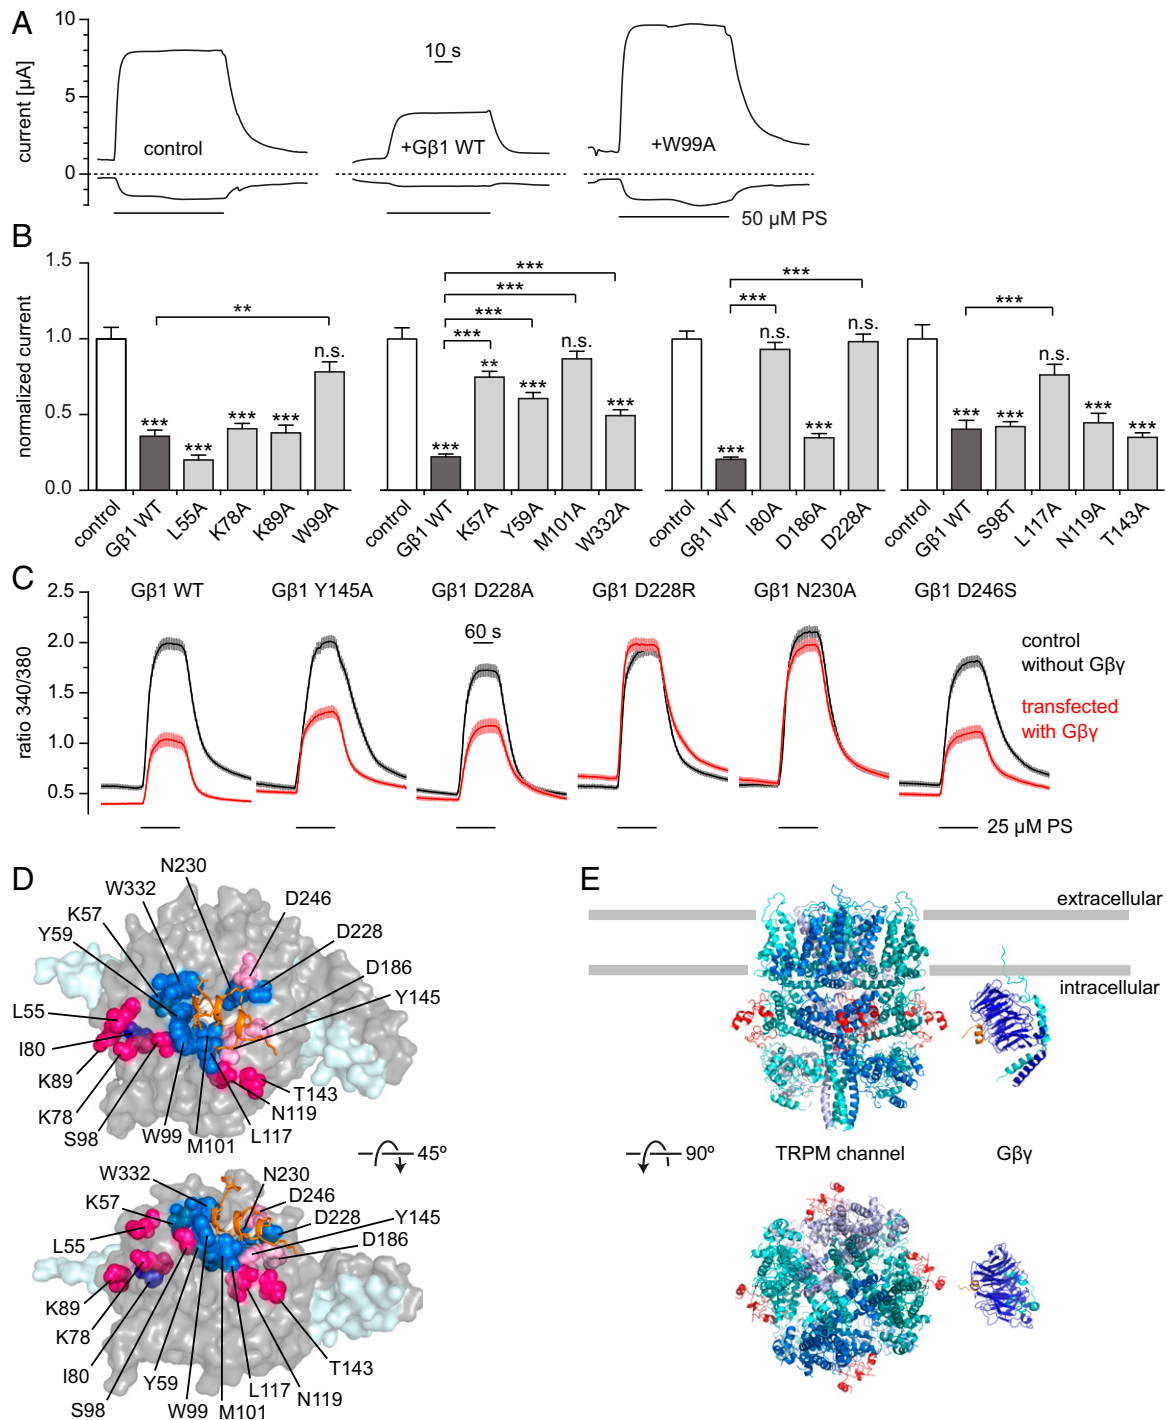 A
10
5
0
current [µA]
10 s
control
+Gβ1 WT
+W99A
50 µM PS
B
1.5
1.0
0.5
0.0
normalized current
*** *** *** *** n.s.
**
*** ** *** n.s. ***
***
***
***
***
*** n.s. *** n.s.
***
***
*** *** n.s. *** ***
***
control Gβ1 WT L55A K78A K89A W99A
control Gβ1 WT K57A Y59A M101A W332A
control Gβ1 WT I80A D186A D228A
control Gβ1 WT S98T L117A N119A T143A
C
2.5
2.0
1.5
1.0
0.5
ratio 340/380
Gβ1 WT
Gβ1 Y145A
Gβ1 D228A
Gβ1 D228R
Gβ1 N230A
Gβ1 D246S
60 s
control
without Gβγ
transfected
with Gβγ
25 µM PS
D
N230
W332
D246
K57
D228
Y59
D186
Y145
L55
I80
K89
K78
S98
W99
M101
L117
N119
T143
45º
W332
N230
K57
D246
D228
Y145
D186
L55
K89
K78
I80
S98
Y59
W99
M101
L117
N119
T143
E
extracellular
intracellular
90º
TRPM channel
Gβγ